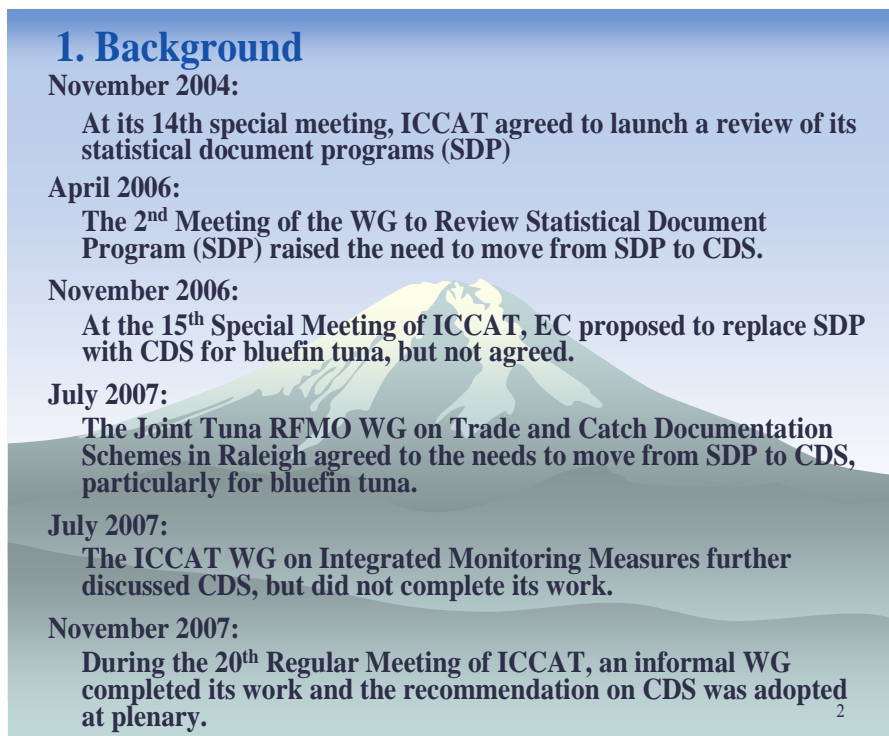 1. Background
November 2004:
At its 14th special meeting, ICCAT agreed to launch a review of its
statistical document programs (SDP)
April 2006:
The 2nd Meeting of the WG to Review Statistical Document
Program (SDP) raised the need to move from SDP to CDS.
November 2006:
At the 15th Special Meeting of ICCAT, EC proposed to replace SDP
with CDS for bluefin tuna, but not agreed.
July 2007:
The Joint Tuna RFMO WG on Trade and Catch Documentation
Schemes in Raleigh agreed to the needs to move from SDP to CDS,
particularly for bluefin tuna.
July 2007:
The ICCAT WG on Integrated Monitoring Measures further
discussed CDS, but did not complete its work.
November 2007:
During the 20th Regular Meeting of ICCAT, an informal WG
completed its work and the recommendation on CDS was adopted
at plenary.
2